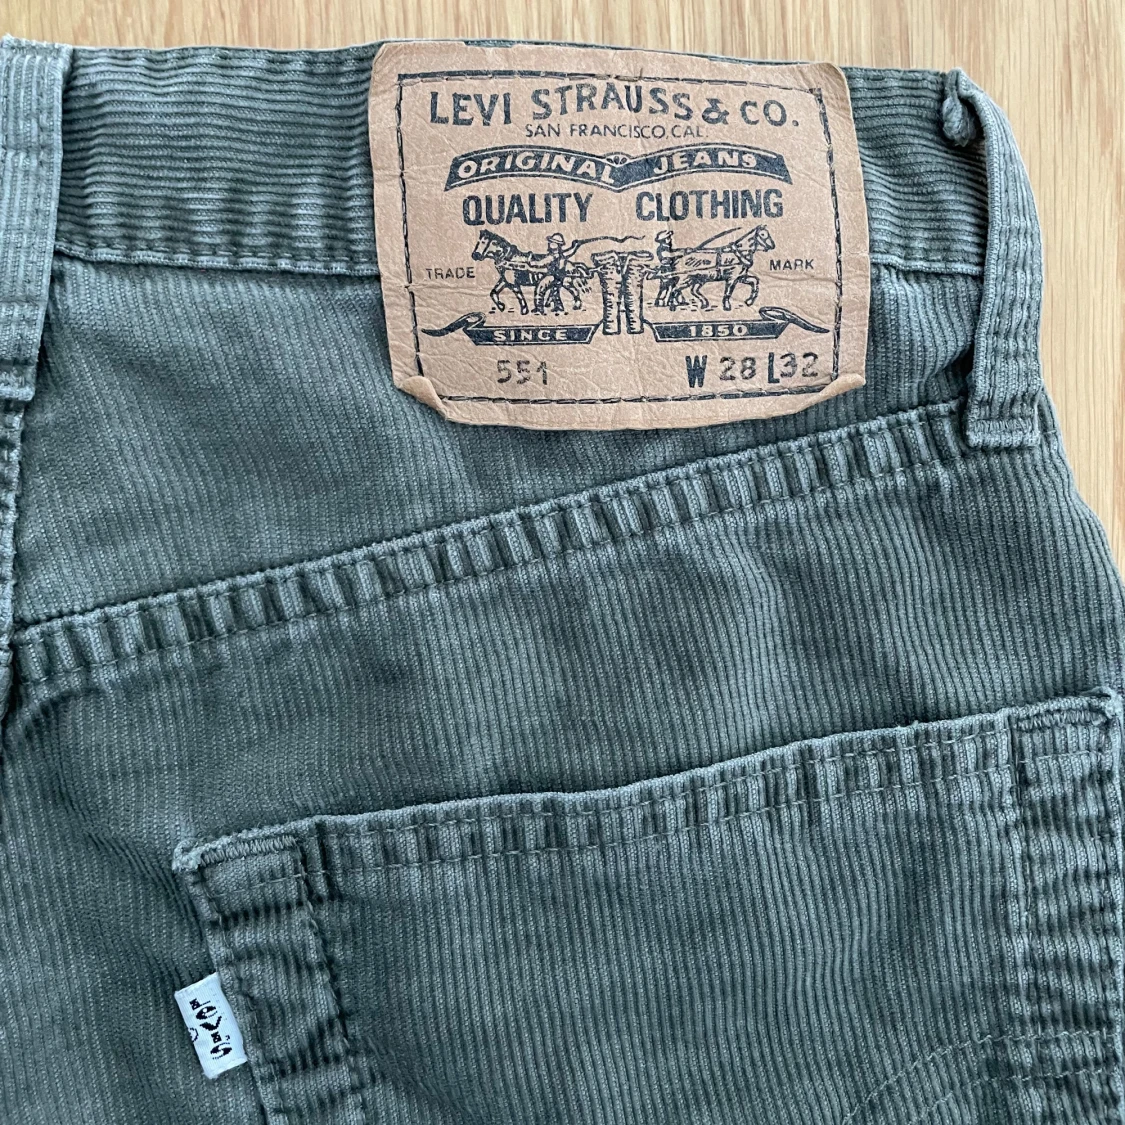 LEVI STRAUSS & CO.
SAN FRANCISCO, CAL.
ORIGINAL JEANS
QUALITY CLOTHING
TRADE MARK
SINCE 1850
551 W 28 L 32
LEVI'S
®